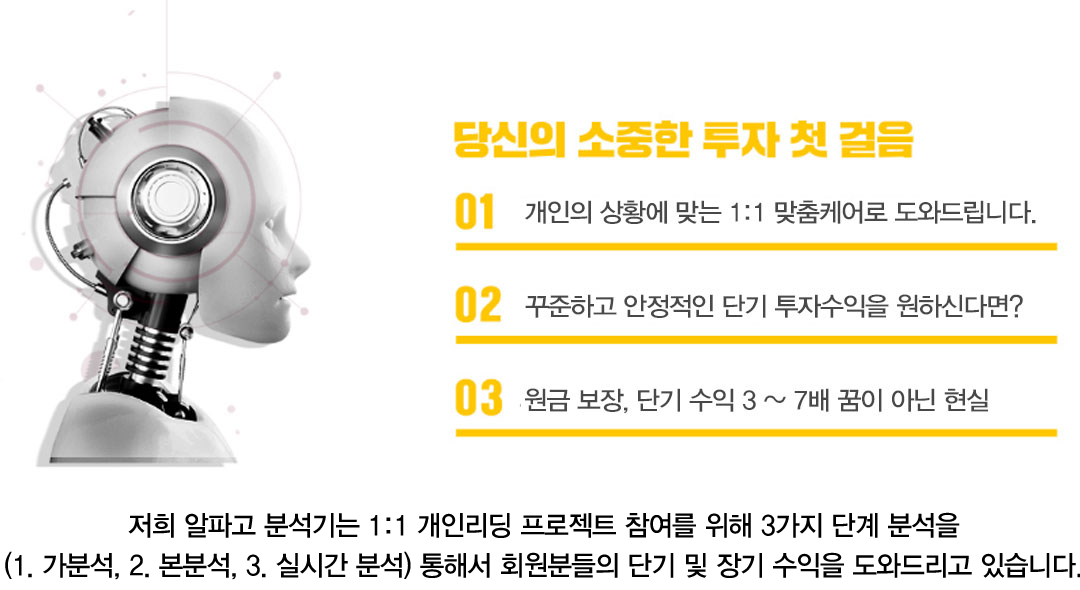 당신의 소중한 투자 첫 걸음
01 개인의 상황에 맞는 1:1 맞춤케어로 도와드립니다.
02 꾸준하고 안정적인 단기 투자수익을 원하신다면?
03 원금 보장, 단기 수익 3 ~ 7배 꿈이 아닌 현실
저희 알파고 분석기는 1:1 개인리딩 프로젝트 참여를 위해 3가지 단계 분석을
(1. 가분석, 2. 본분석, 3. 실시간 분석) 통해서 회원분들의 단기 및 장기 수익을 도와드리고 있습니다.